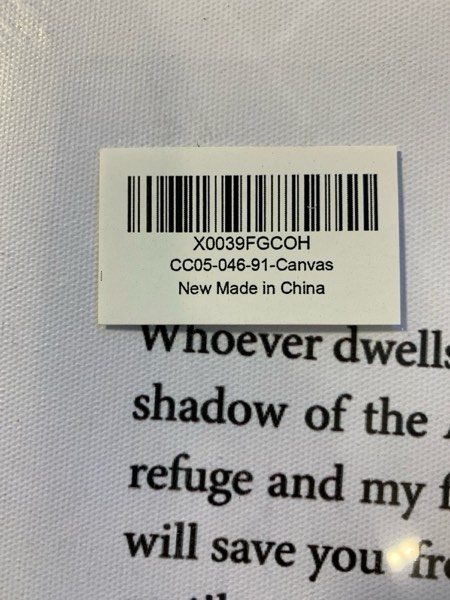 X0039FGCOH
CC05-046-91-Canvas
New Made in China
Whoever dwells
shadow of the
refuge and my
will save you